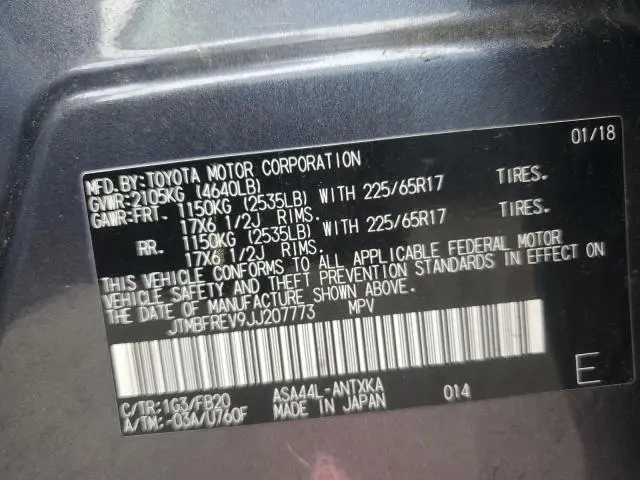 MFD.BY:TOYOTA MOTOR CORPORATION 01/18
GVWR:2105KG (4640LB)
GAWR:FRT. 1150KG (2535LB) WITH 225/65R17 TIRES.
17X6 1/2J RIMS.
RR. 1150KG (2535LB) WITH 225/65R17 TIRES.
17X6 1/2J RIMS.
THIS VEHICLE CONFORMS TO ALL APPLICABLE FEDERAL MOTOR
VEHICLE SAFETY AND THEFT PREVENTION STANDARDS IN EFFECT ON
THE DATE OF MANUFACTURE SHOWN ABOVE.
JTMBFREV9JJ207773 MPV
C/TR:1G3/FB20 ASA44L-ANTXKA 014
A/TM:-03A/U760F MADE IN JAPAN
E